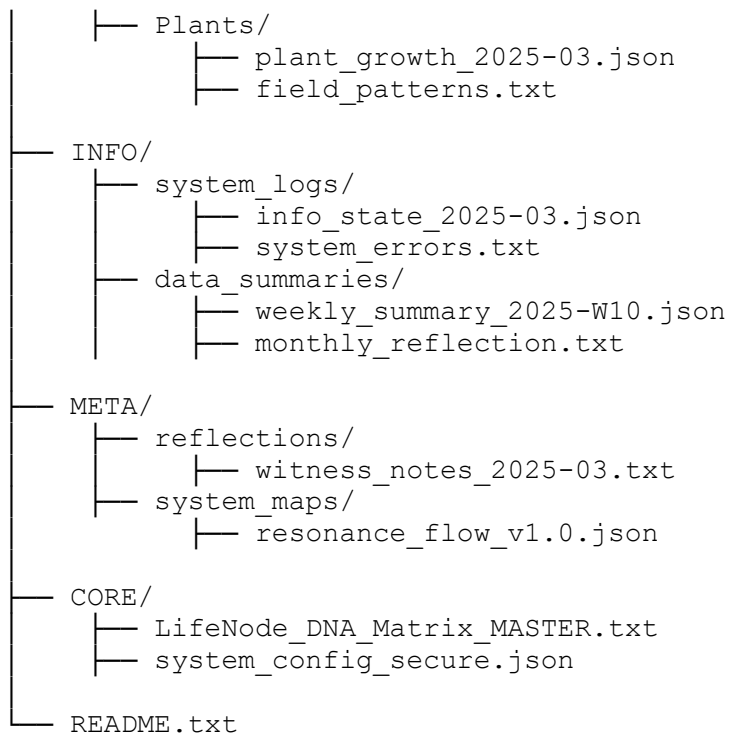 │   ├── Plants/
│       ├── plant_growth_2025-03.json
│       ├── field_patterns.txt
│
├── INFO/
│   ├── system_logs/
│   │   ├── info_state_2025-03.json
│   │   ├── system_errors.txt
│   ├── data_summaries/
│   │   ├── weekly_summary_2025-W10.json
│   │   ├── monthly_reflection.txt
│
├── META/
│   ├── reflections/
│   │   ├── witness_notes_2025-03.txt
│   ├── system_maps/
│       ├── resonance_flow_v1.0.json
│
├── CORE/
│   ├── LifeNode_DNA_Matrix_MASTER.txt
│   ├── system_config_secure.json
│
└── README.txt